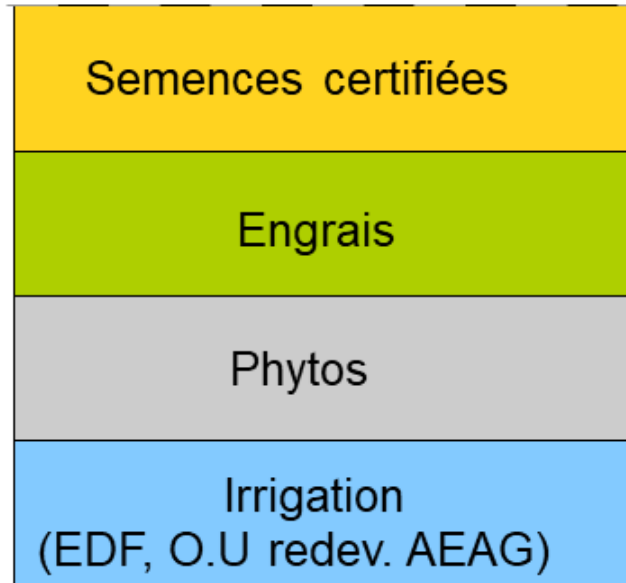 Semences certifiées
Engrais
Phytos
Irrigation
(EDF, O.U redev. AEAG)